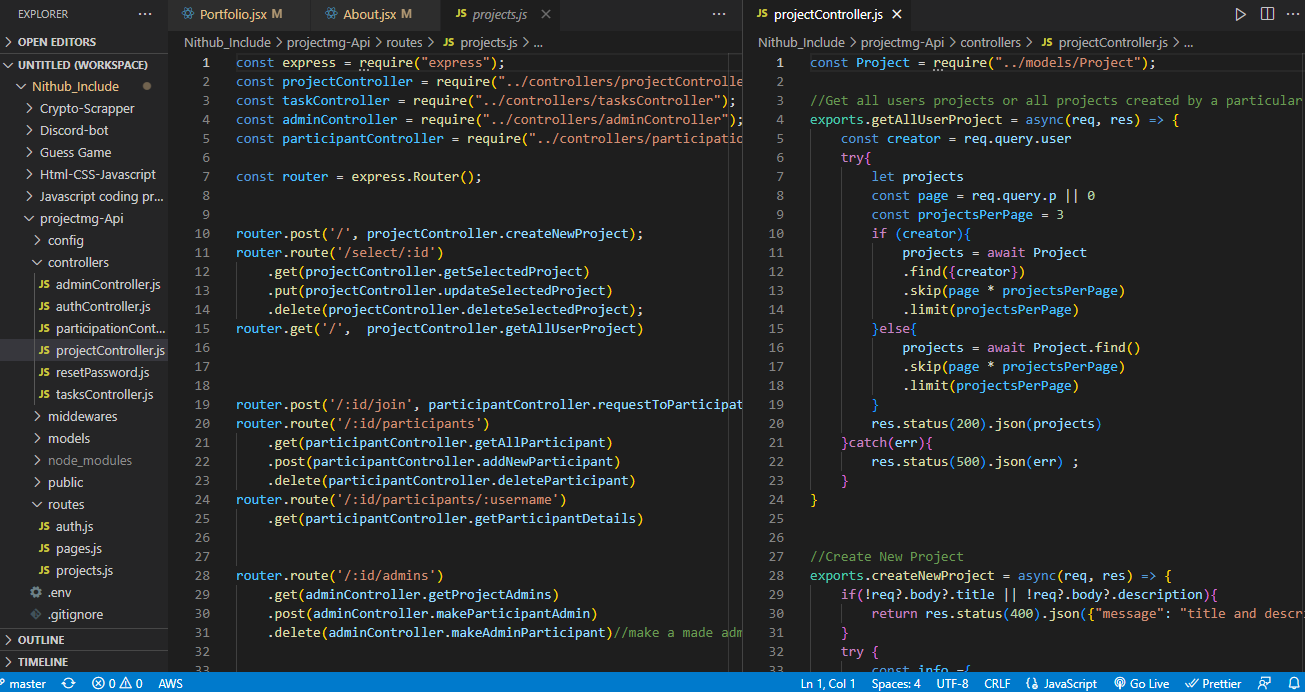 EXPLORER ...
OPEN EDITORS
UNTITLED (WORKSPACE)
Nithub_Include
Crypto-Scrapper
Discord-bot
Guess Game
Html-CSS-Javascript
Javascript coding pr...
projectmg-Api
config
controllers
JS adminController.js
JS authController.js
JS participationCont...
JS projectController.js
JS resetPassword.js
JS tasksController.js
middewares
models
node_modules
public
routes
JS auth.js
JS pages.js
JS projects.js
.env
.gitignore
OUTLINE
TIMELINE
Portfolio.jsx M About.jsx M JS projects.js ...
Nithub_Include > projectmg-Api > routes > JS projects.js > ...
1 const express = require("express");
2 const projectController = require("../controllers/projectControlle
3 const taskController = require("../controllers/tasksController");
4 const adminController = require("../controllers/adminController");
5 const participantController = require("../controllers/participatio
6
7 const router = express.Router();
8
9
10 router.post('/', projectController.createNewProject);
11 router.route('/select/:id')
12 .get(projectController.getSelectedProject)
13 .put(projectController.updateSelectedProject)
14 .delete(projectController.deleteSelectedProject);
15 router.get('/',  projectController.getAllUserProject)
16
17
18
19 router.post('/:id/join', participantController.requestToParticipat
20 router.route('/:id/participants')
21 .get(participantController.getAllParticipant)
22 .post(participantController.addNewParticipant)
23 .delete(participantController.deleteParticipant)
24 router.route('/:id/participants/:username')
25 .get(participantController.getParticipantDetails)
26
27
28 router.route('/:id/admins')
29 .get(adminController.getProjectAdmins)
30 .post(adminController.makeParticipantAdmin)
31 .delete(adminController.makeAdminParticipant)//make a made adm
32
33
JS projectController.js ...
Nithub_Include > projectmg-Api > controllers > JS projectController.js > ...
1 const Project = require("../models/Project");
2
3 //Get all users projects or all projects created by a particular
4 exports.getAllUserProject = async(req, res) => {
5 const creator = req.query.user
6 try{
7 let projects
8 const page = req.query.p || 0
9 const projectsPerPage = 3
10 if (creator){
11 projects = await Project
12 .find({creator})
13 .skip(page * projectsPerPage)
14 .limit(projectsPerPage)
15 }else{
16 projects = await Project.find()
17 .skip(page * projectsPerPage)
18 .limit(projectsPerPage)
19 }
20 res.status(200).json(projects)
21 }catch(err){
22 res.status(500).json(err) ;
23 }
24 }
25
26
27 //Create New Project
28 exports.createNewProject = async(req, res) => {
29 if(!req?.body?.title || !req?.body?.description){
30 return res.status(400).json({"message": "title and descr
31 }
32 try {
33 const info ={
master 0 0 AWS Ln 1, Col 1 Spaces: 4 UTF-8 CRLF {} JavaScript Go Live Prettier